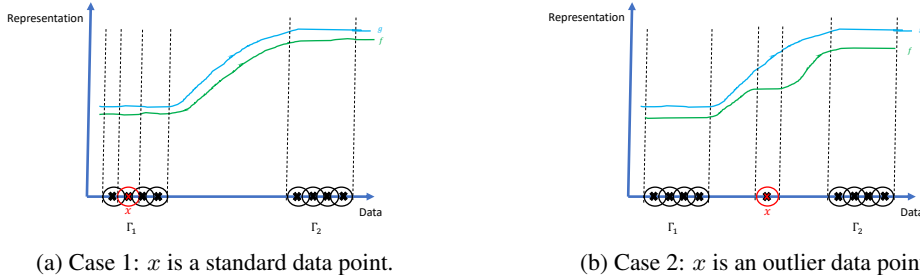 Representation
g
f
x
Γ₁
Γ₂
Data
(a) Case 1: x is a standard data point.
Representation
f
x
Γ₁
Γ₂
Data
(b) Case 2: x is an outlier data poin